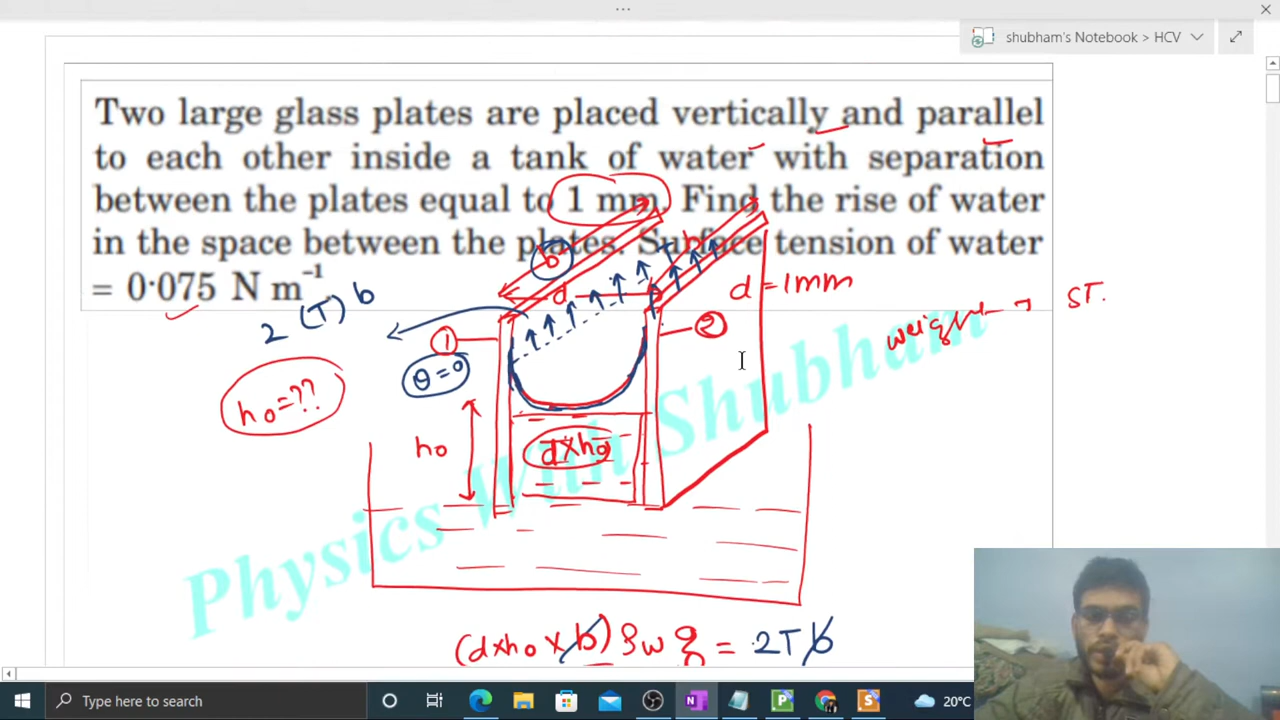 shubham's Notebook > HCV
Two large glass plates are placed vertically and parallel
to each other inside a tank of water with separation
between the plates equal to 1 mm. Find the rise of water
in the space between the plates. Surface tension of water
= 0·075 N m⁻¹
2 (T) b
b
b
T
d
d = 1mm
weight → ST.
1
2
θ = 0
h₀ = ??
h₀
d×h₀
Physics With Shubham
(d×h₀ × b) ρw g = 2Tb
Type here to search
20°C